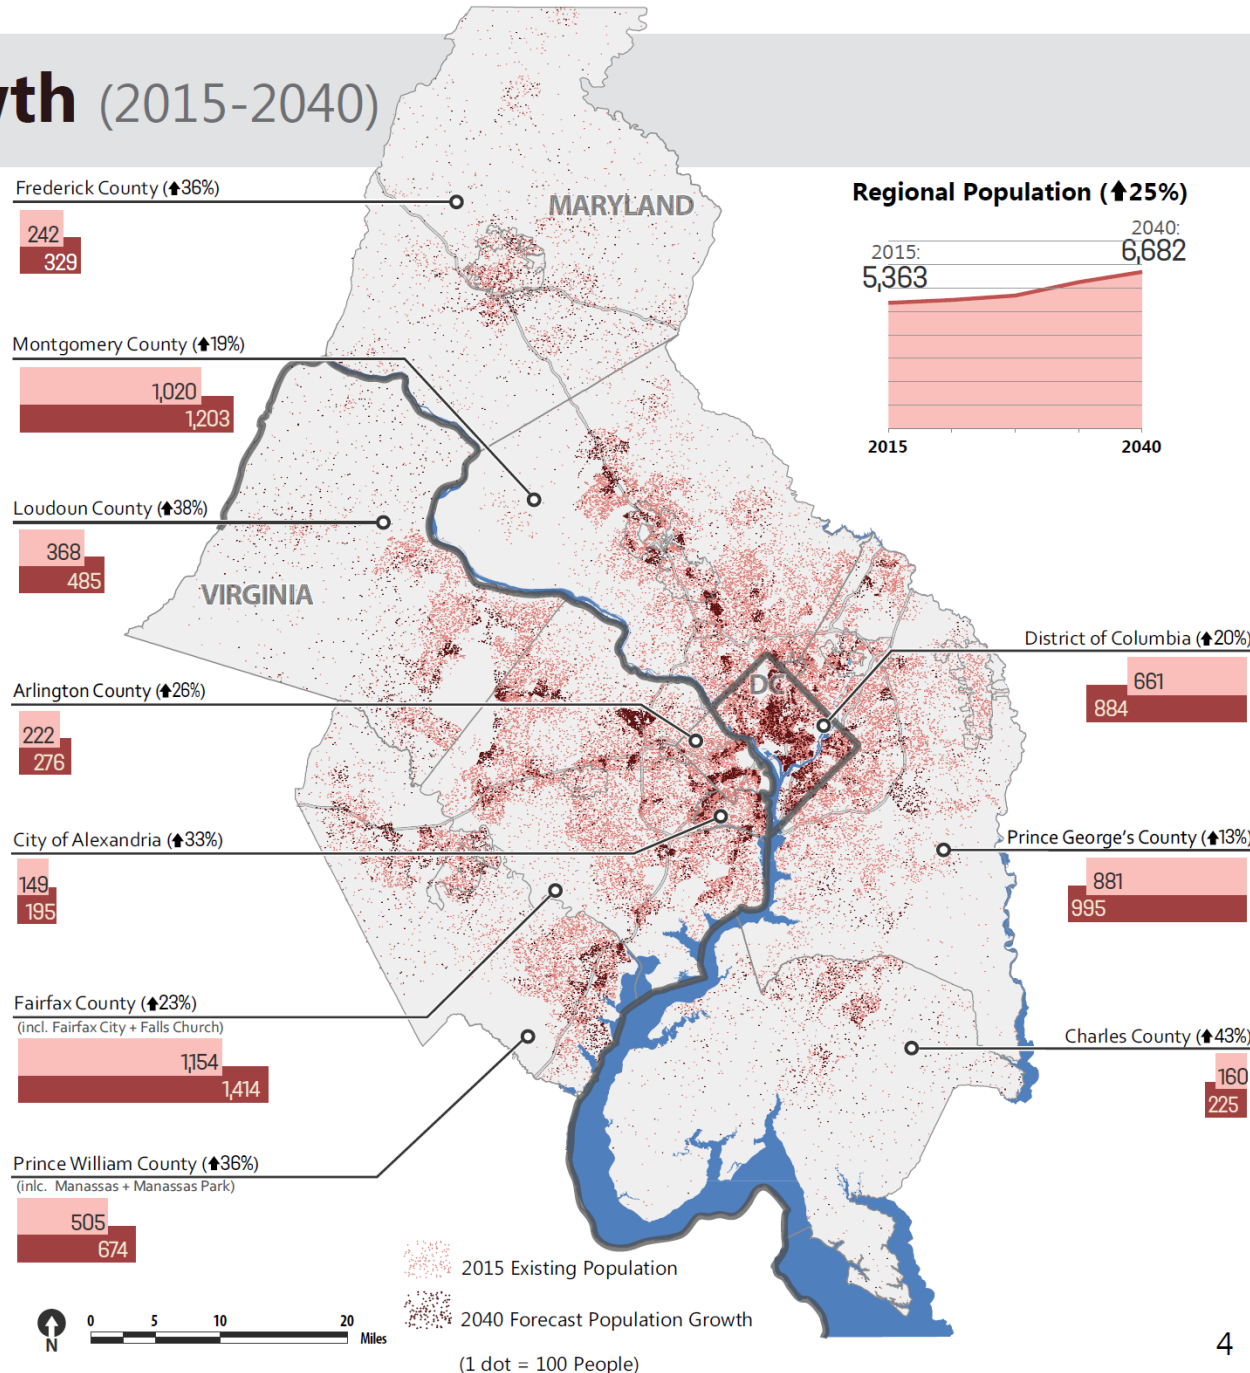 wth (2015-2040)
Frederick County (⬆36%)
242
329
MARYLAND
Regional Population (⬆25%)
2015:
5,363
2040:
6,682
2015 2040
Montgomery County (⬆19%)
1,020
1,203
Loudoun County (⬆38%)
368
485
VIRGINIA
Arlington County (⬆26%)
222
276
DC
District of Columbia (⬆20%)
661
884
City of Alexandria (⬆33%)
149
195
Prince George's County (⬆13%)
881
995
Fairfax County (⬆23%)
(incl. Fairfax City + Falls Church)
1,154
1,414
Charles County (⬆43%)
160
225
Prince William County (⬆36%)
(inlc. Manassas + Manassas Park)
505
674
2015 Existing Population
2040 Forecast Population Growth
(1 dot = 100 People)
N
0 5 10 20
Miles
4